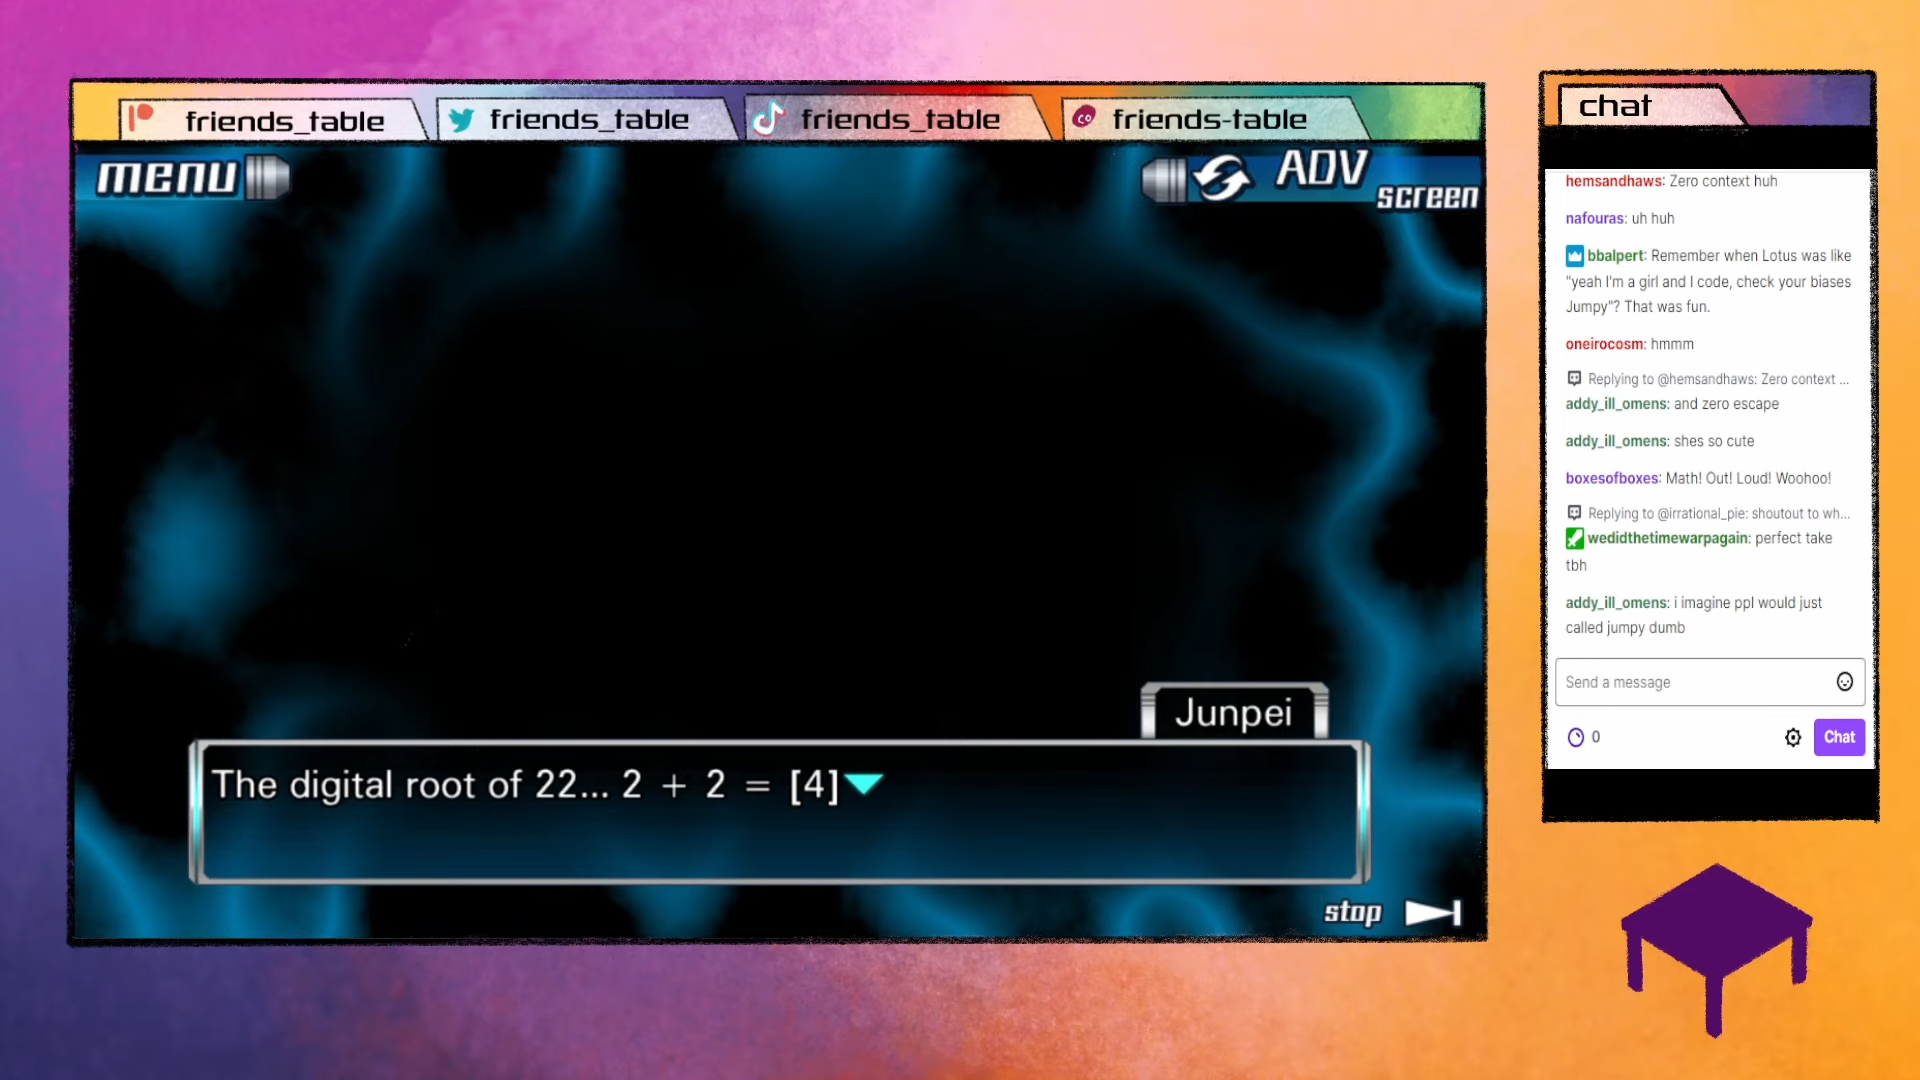 friends_table
friends_table
friends_table
friends-table
menu
ADV
screen
Junpei
The digital root of 22... 2 + 2 = [4]
stop
chat
hemsandhaws: Zero context huh
nafouras: uh huh
bbalpert: Remember when Lotus was like
"yeah I'm a girl and I code, check your biases
Jumpy"? That was fun.
oneirocosm: hmmm
Replying to @hemsandhaws: Zero context ...
addy_ill_omens: and zero escape
addy_ill_omens: shes so cute
boxesofboxes: Math! Out! Loud! Woohoo!
Replying to @irrational_pie: shoutout to wh...
wedidthetimewarpagain: perfect take
tbh
addy_ill_omens: i imagine ppl would just
called jumpy dumb
Send a message
0
Chat